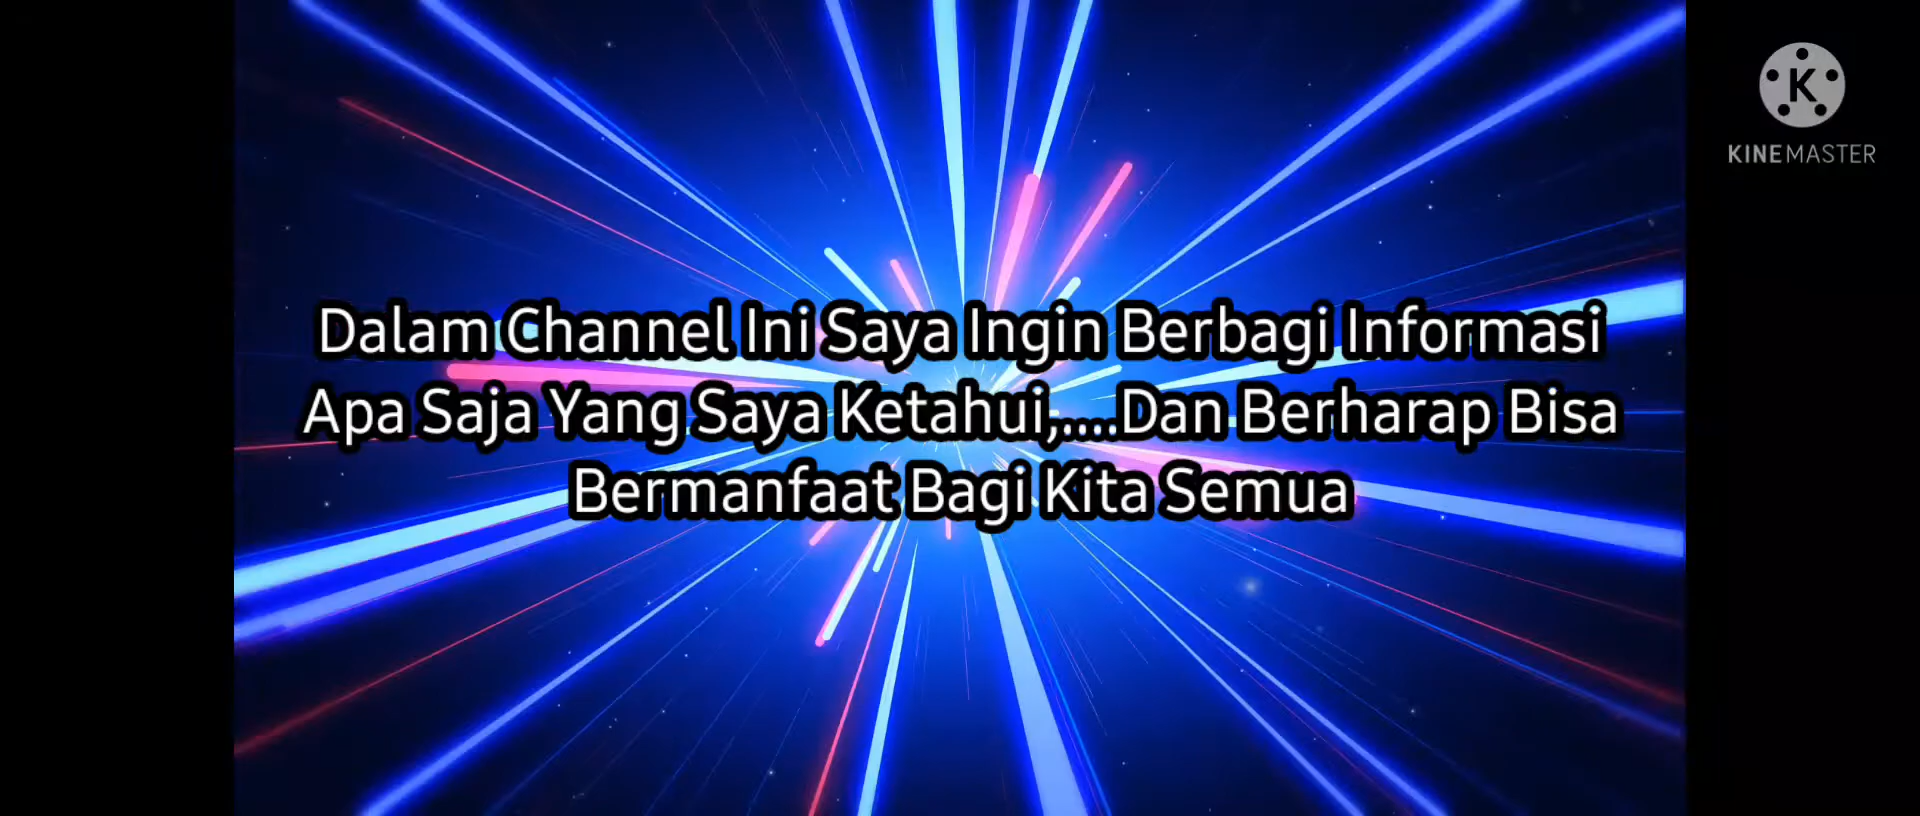 Dalam Channel Ini Saya Ingin Berbagi Informasi
Apa Saja Yang Saya Ketahui,....Dan Berharap Bisa
Bermanfaat Bagi Kita Semua
K
KINEMASTER